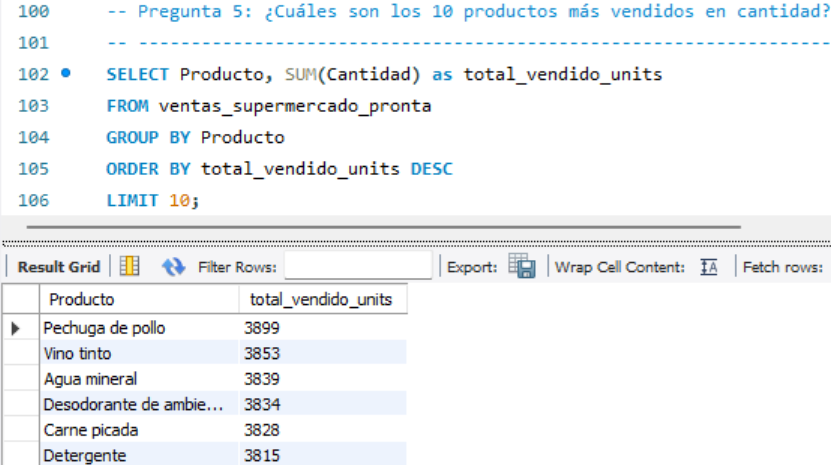 100 -- Pregunta 5: ¿Cuáles son los 10 productos más vendidos en cantidad?
101 -- ------------------------------------------------------------------
102 SELECT Producto, SUM(Cantidad) as total_vendido_units
103 FROM ventas_supermercado_pronta
104 GROUP BY Producto
105 ORDER BY total_vendido_units DESC
106 LIMIT 10;
Result Grid Filter Rows: Export: Wrap Cell Content: IA Fetch rows:
Producto total_vendido_units
Pechuga de pollo 3899
Vino tinto 3853
Agua mineral 3839
Desodorante de ambie... 3834
Carne picada 3828
Detergente 3815